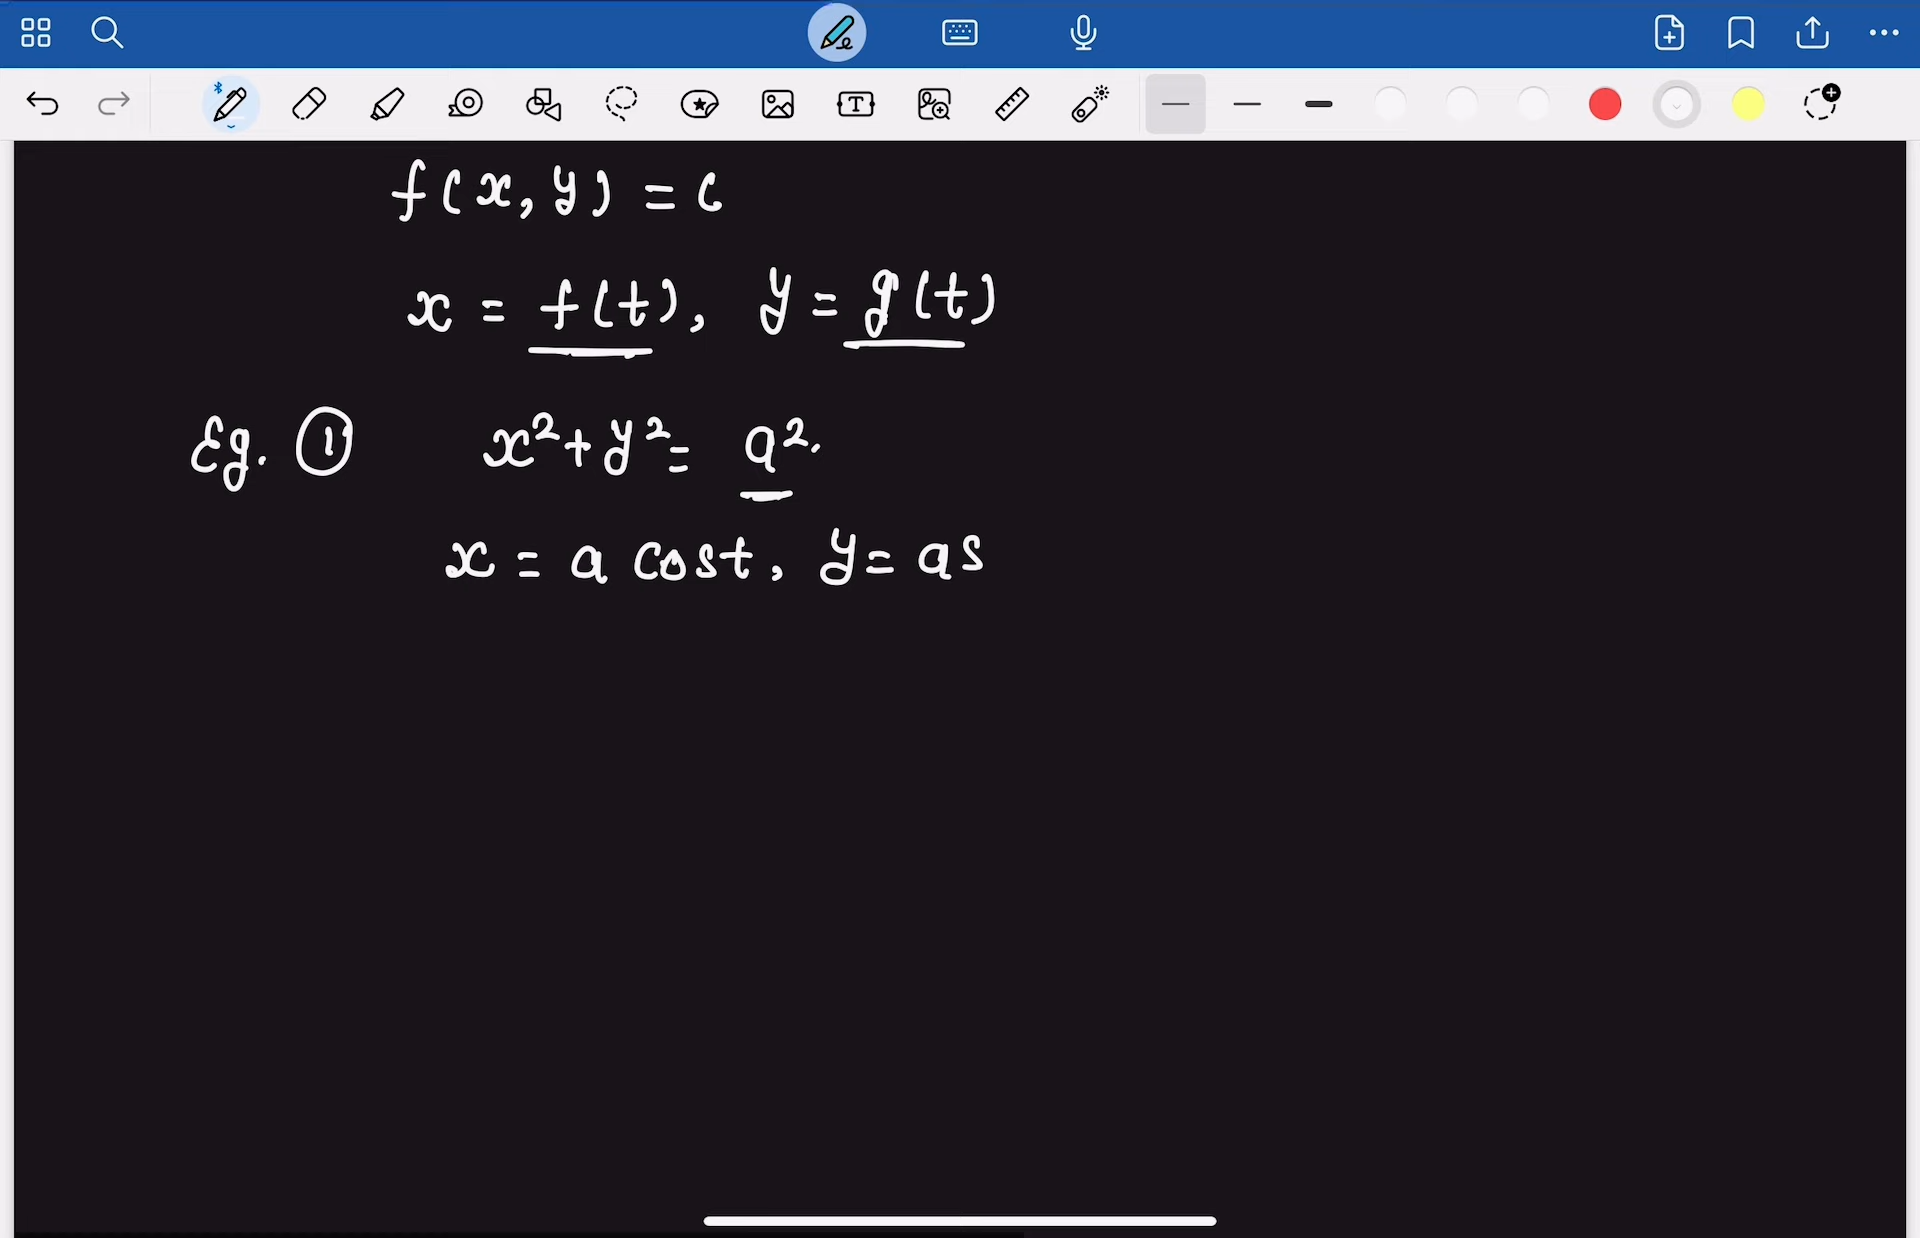 f(x, y) = c
x = f(t), y = g(t)
Eg. ① x²+y²= a².
x = a cost, y= as